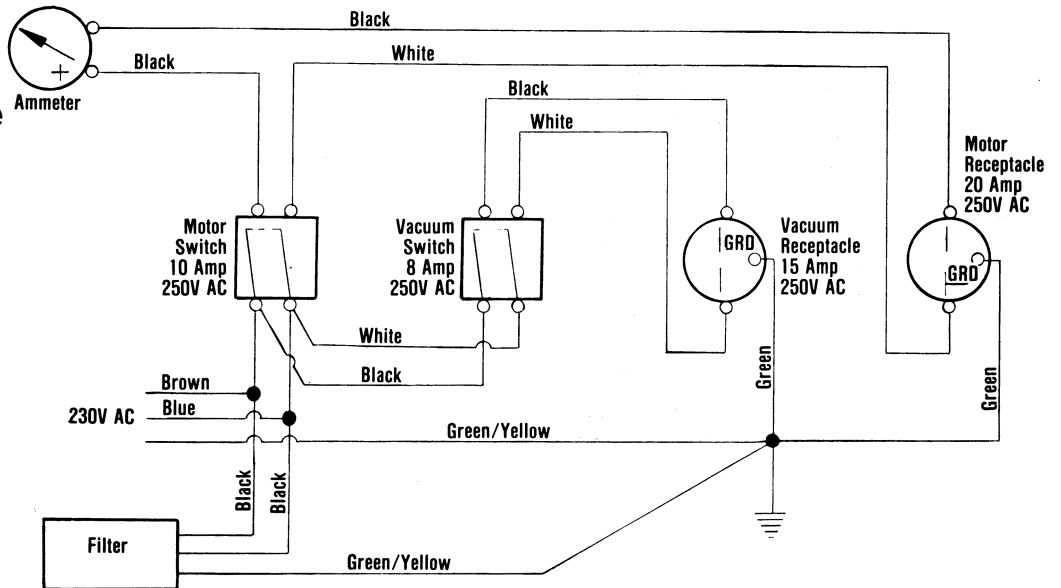 Black
White
Black
+
Ammeter
e
Black
White
Motor
Receptacle
20 Amp
250V AC
Motor
Switch
10 Amp
250V AC
Vacuum
Switch
8 Amp
250V AC
GRD
Vacuum
Receptacle
15 Amp
250V AC
GRD
White
Black
Green
Green
Brown
230V AC
Blue
Green/Yellow
Black
Black
Filter
Green/Yellow